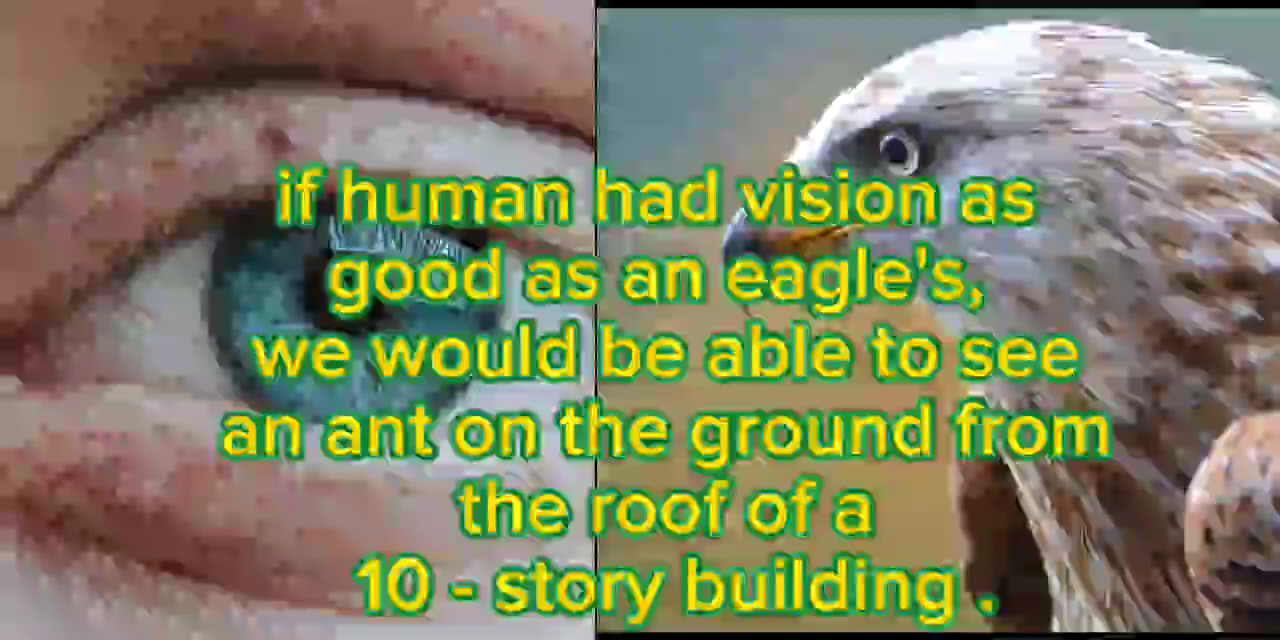 if human had vision as
good as an eagle's,
we would be able to see
an ant on the ground from
the roof of a
10 - story building .